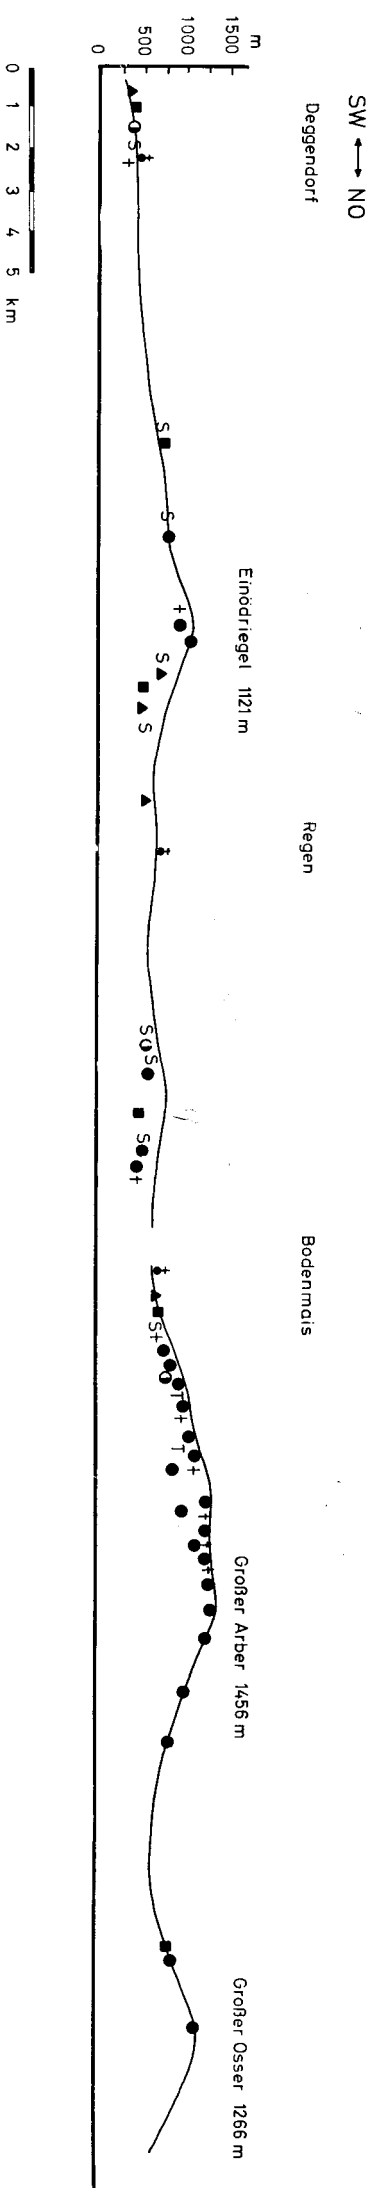 SW ↔ NO
Deggendorf
Einödriegel 1121 m
Regen
Bodenmais
Großer Arber 1456 m
Großer Osser 1266 m
m
1500
1000
500
0
S
S
S
S
S
S
S
S
S
T
T
0 1 2 3 4 5 km